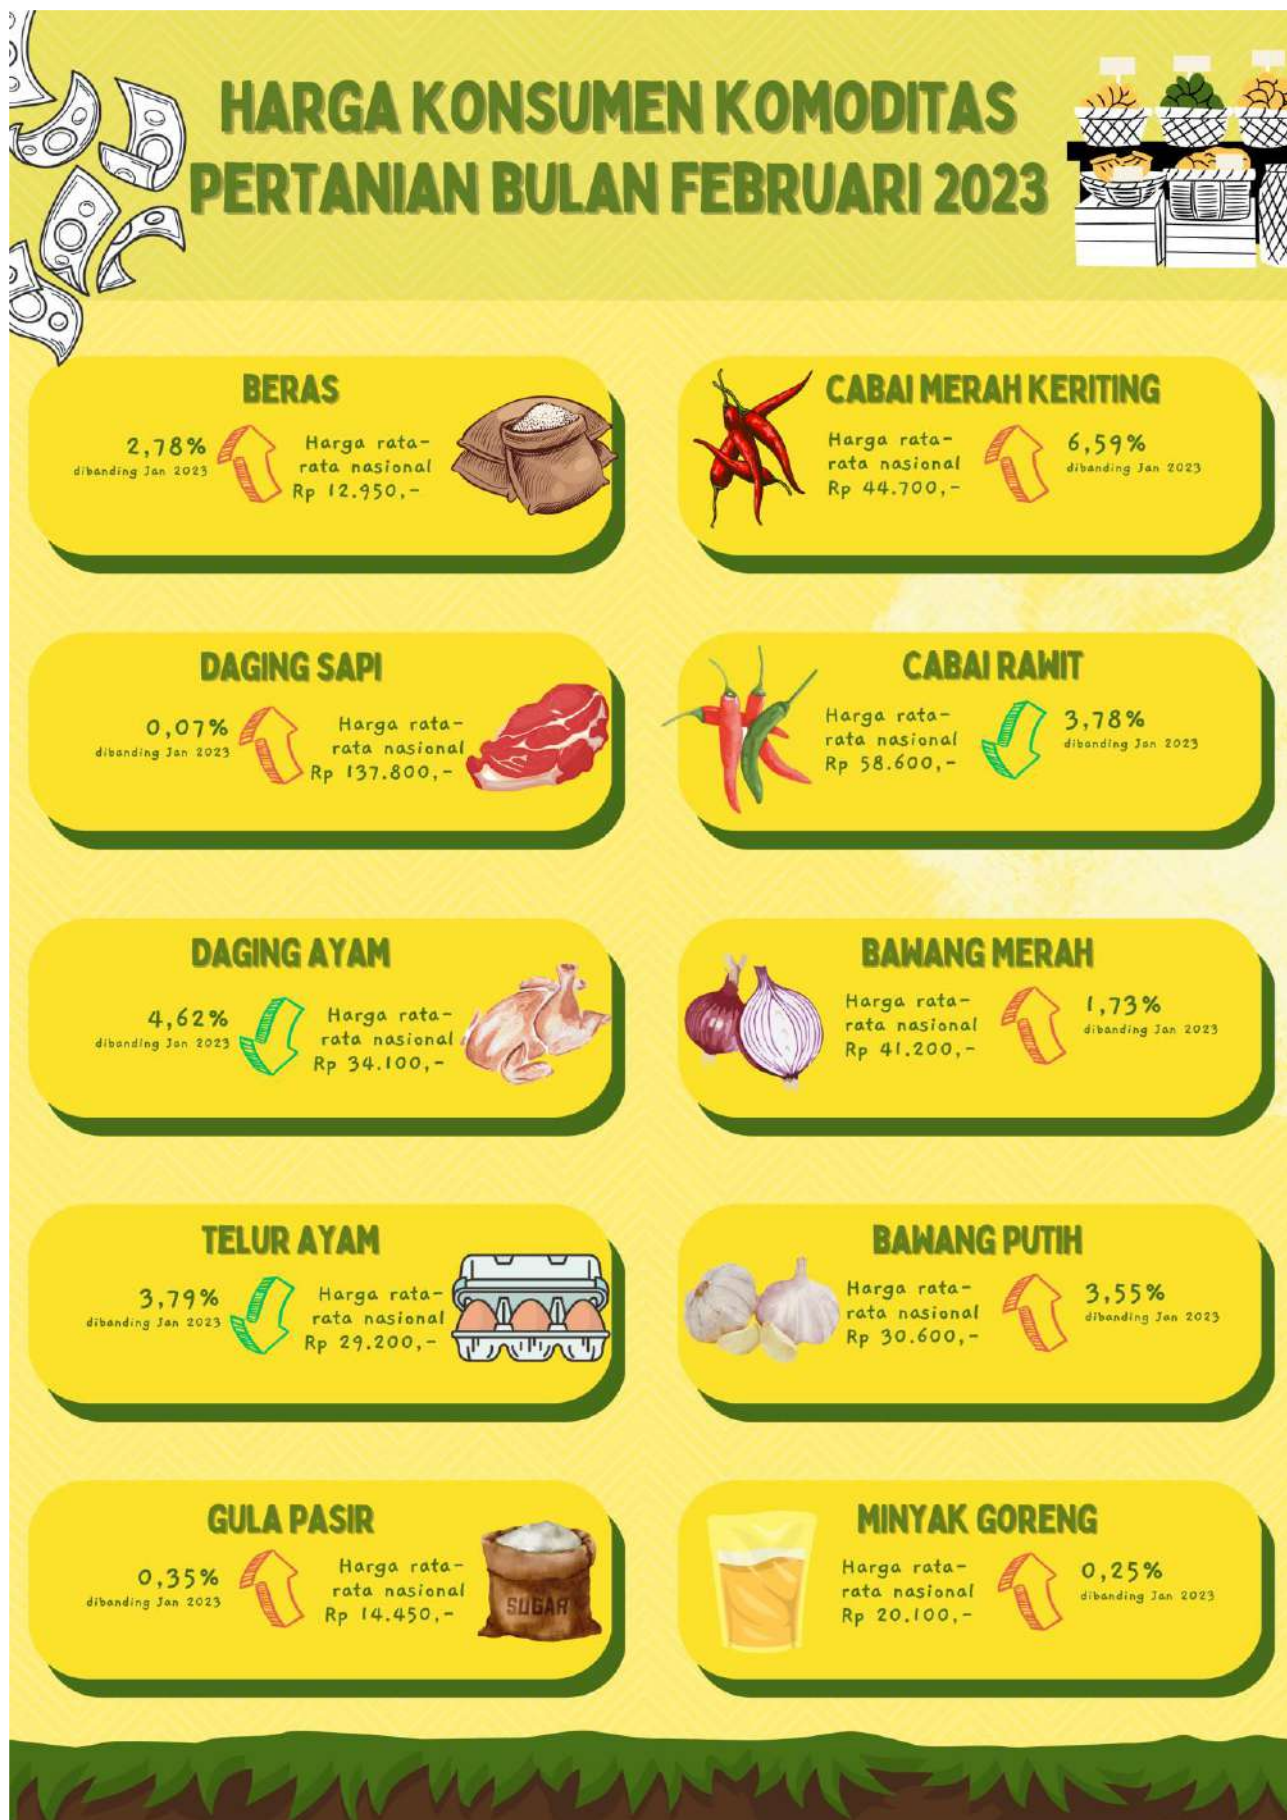 HARGA KONSUMEN KOMODITAS
PERTANIAN BULAN FEBRUARI 2023
BERAS
2,78%
dibanding Jan 2023
Harga rata-
rata nasional
Rp 12.950,-
CABAI MERAH KERITING
Harga rata-
rata nasional
Rp 44.700,-
6,59%
dibanding Jan 2023
DAGING SAPI
0,07%
dibanding Jan 2023
Harga rata-
rata nasional
Rp 137.800,-
CABAI RAWIT
Harga rata-
rata nasional
Rp 58.600,-
3,78%
dibanding Jan 2023
DAGING AYAM
4,62%
dibanding Jan 2023
Harga rata-
rata nasional
Rp 34.100,-
BAWANG MERAH
Harga rata-
rata nasional
Rp 41.200,-
1,73%
dibanding Jan 2023
TELUR AYAM
3,79%
dibanding Jan 2023
Harga rata-
rata nasional
Rp 29.200,-
BAWANG PUTIH
Harga rata-
rata nasional
Rp 30.600,-
3,55%
dibanding Jan 2023
GULA PASIR
0,35%
dibanding Jan 2023
Harga rata-
rata nasional
Rp 14.450,-
SUGAR
MINYAK GORENG
Harga rata-
rata nasional
Rp 20.100,-
0,25%
dibanding Jan 2023